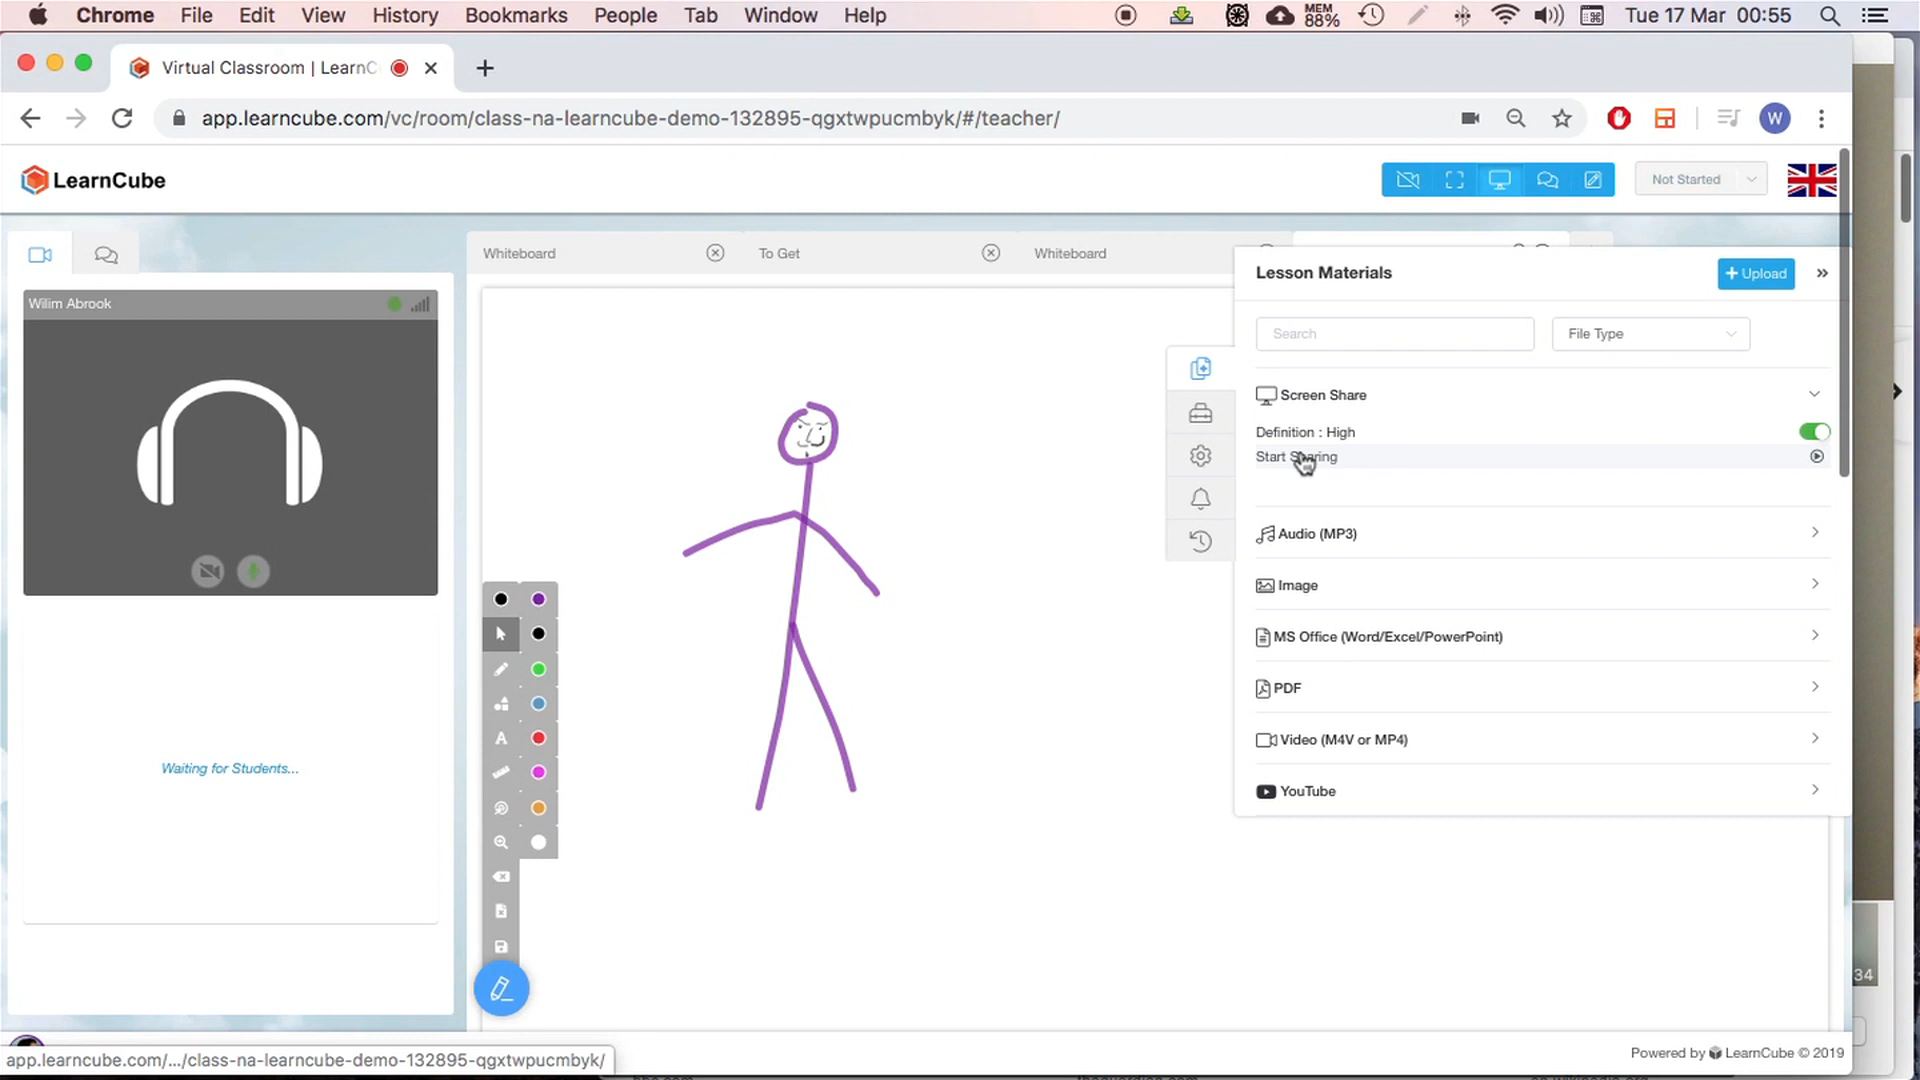 Chrome File Edit View History Bookmarks People Tab Window Help MEM 88% Tue 17 Mar 00:55
Virtual Classroom | LearnC
app.learncube.com/vc/room/class-na-learncube-demo-132895-qgxtwpucmbyk/#/teacher/ W
LearnCube Not Started
Whiteboard To Get Whiteboard
Wilim Abrook
Waiting for Students...
Lesson Materials + Upload
Search File Type
Screen Share
Definition : High
Start Sharing
Audio (MP3)
Image
MS Office (Word/Excel/PowerPoint)
PDF
Video (M4V or MP4)
YouTube
A
34
Powered by LearnCube © 2019
app.learncube.com/.../class-na-learncube-demo-132895-qgxtwpucmbyk/